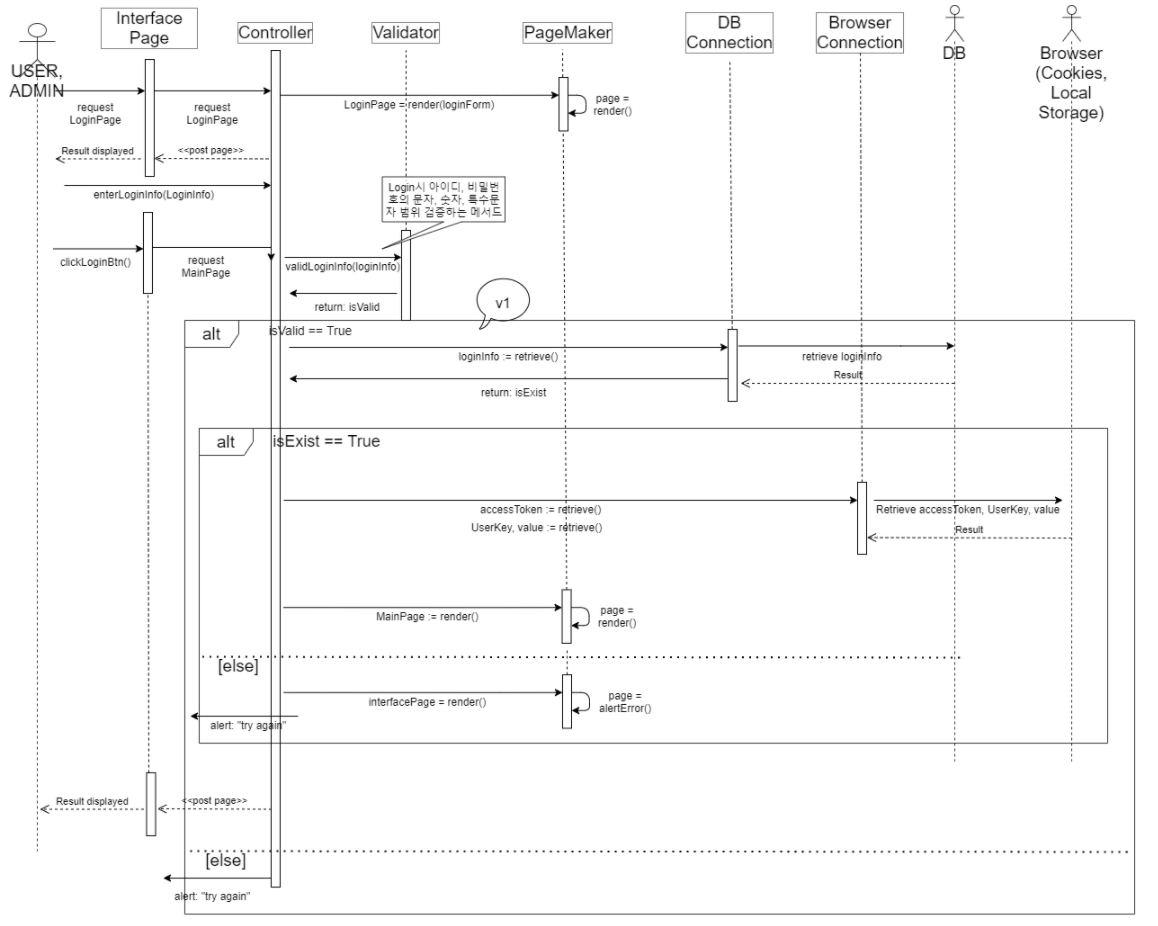 Interface
Page
Controller
Validator
PageMaker
DB
Connection
Browser
Connection
DB
Browser
(Cookies,
Local
Storage)
USER,
ADMIN
request
LoginPage
request
LoginPage
LoginPage = render(loginForm)
page =
render()
Result displayed
<<post page>>
enterLoginInfo(LoginInfo)
Login시 아이디, 비밀번
호의 문자, 숫자, 특수문
자 범위 검증하는 메서드
clickLoginBtn()
request
MainPage
validLoginInfo(loginInfo)
return: isValid
v1
alt
isValid == True
loginInfo := retrieve()
retrieve loginInfo
Result
return: isExist
alt
isExist == True
accessToken := retrieve()
UserKey, value := retrieve()
Retrieve accessToken, UserKey, value
Result
MainPage := render()
page =
render()
[else]
interfacePage = render()
page =
alertError()
alert: "try again"
Result displayed
<<post page>>
[else]
alert: "try again"